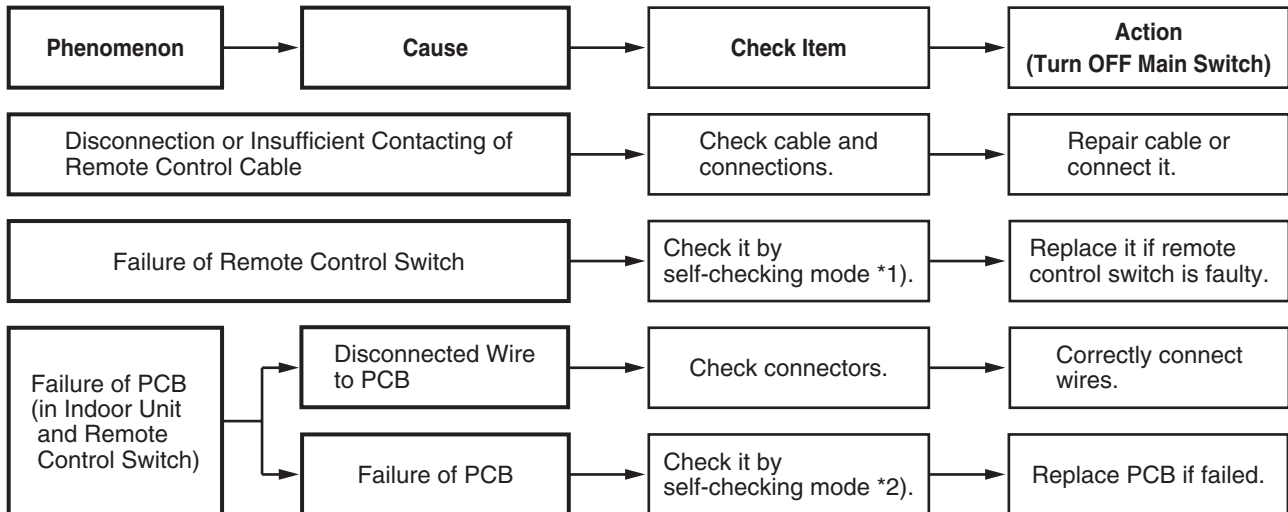 Phenomenon
Cause
Check Item
Action
(Turn OFF Main Switch)
Disconnection or Insufficient Contacting of
Remote Control Cable
Check cable and
connections.
Repair cable or
connect it.
Failure of Remote Control Switch
Check it by
self-checking mode *1).
Replace it if remote
control switch is faulty.
Failure of PCB
(in Indoor Unit
and Remote
Control Switch)
Disconnected Wire
to PCB
Check connectors.
Correctly connect
wires.
Failure of PCB
Check it by
self-checking mode *2).
Replace PCB if failed.